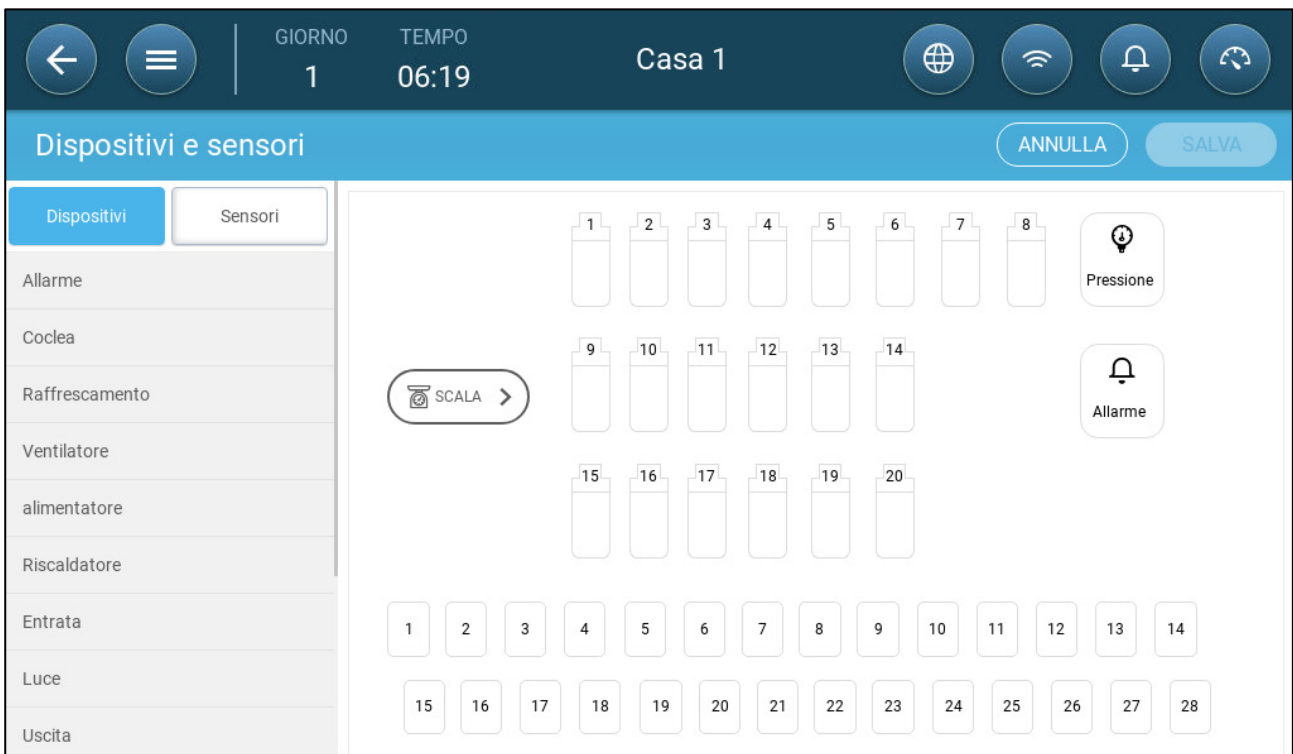 GIORNO TEMPO
1 06:19 Casa 1
Dispositivi e sensori ANNULLA SALVA
Dispositivi Sensori
Allarme
Coclea
Raffrescamento
Ventilatore
alimentatore
Riscaldatore
Entrata
Luce
Uscita
1 2 3 4 5 6 7 8
Pressione
9 10 11 12 13 14
SCALA
Allarme
15 16 17 18 19 20
1 2 3 4 5 6 7 8 9 10 11 12 13 14
15 16 17 18 19 20 21 22 23 24 25 26 27 28